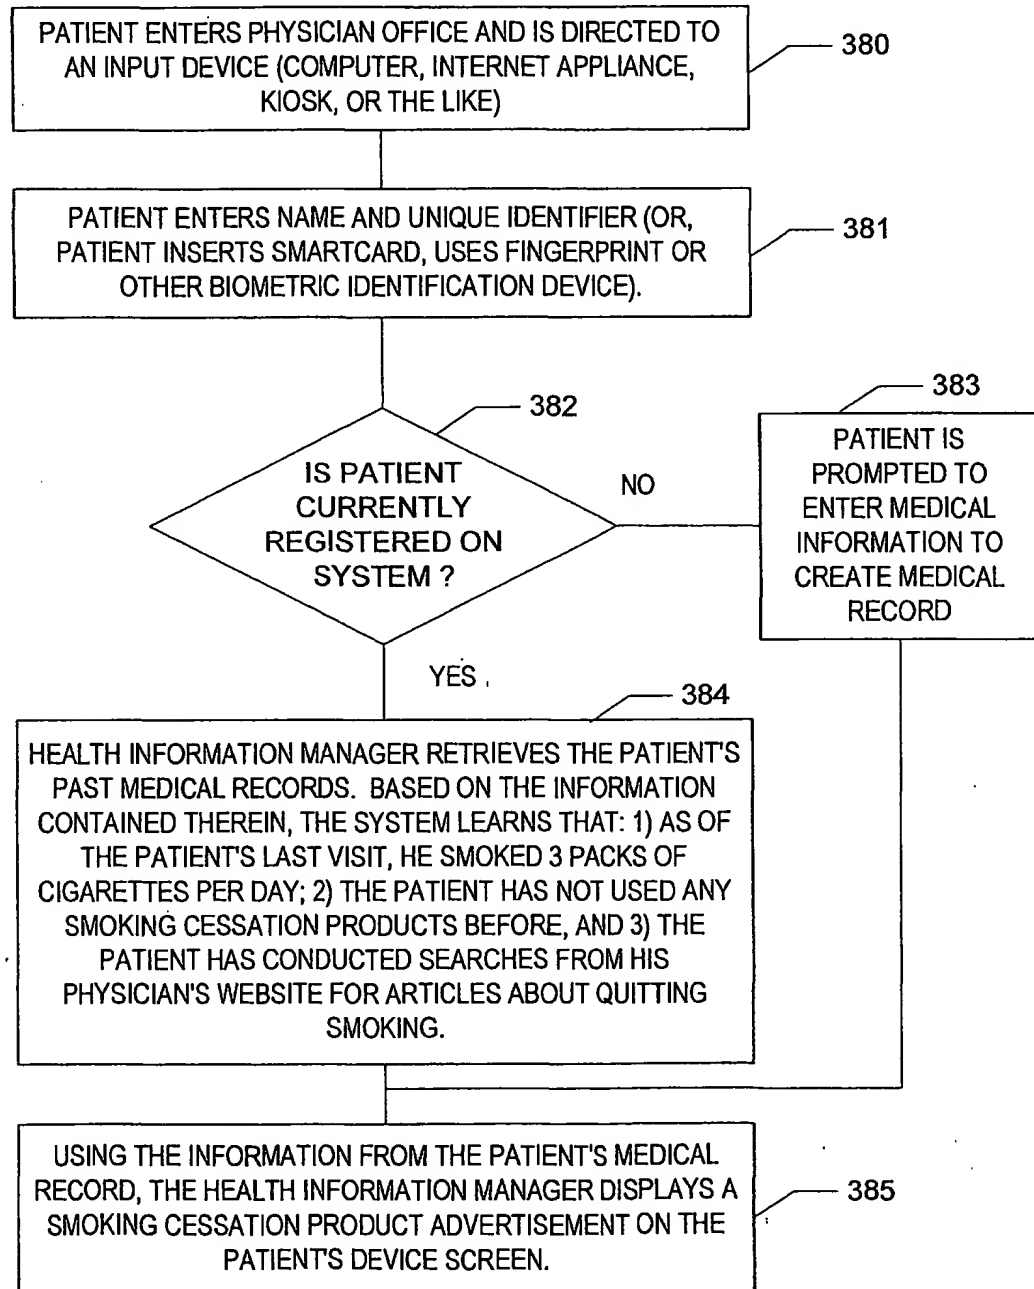 PATIENT ENTERS PHYSICIAN OFFICE AND IS DIRECTED TO
AN INPUT DEVICE (COMPUTER, INTERNET APPLIANCE,
KIOSK, OR THE LIKE)
380
PATIENT ENTERS NAME AND UNIQUE IDENTIFIER (OR,
PATIENT INSERTS SMARTCARD, USES FINGERPRINT OR
OTHER BIOMETRIC IDENTIFICATION DEVICE).
381
382
IS PATIENT
CURRENTLY
REGISTERED ON
SYSTEM ?
NO
383
PATIENT IS
PROMPTED TO
ENTER MEDICAL
INFORMATION TO
CREATE MEDICAL
RECORD
YES
384
HEALTH INFORMATION MANAGER RETRIEVES THE PATIENT'S
PAST MEDICAL RECORDS. BASED ON THE INFORMATION
CONTAINED THEREIN, THE SYSTEM LEARNS THAT: 1) AS OF
THE PATIENT'S LAST VISIT, HE SMOKED 3 PACKS OF
CIGARETTES PER DAY; 2) THE PATIENT HAS NOT USED ANY
SMOKING CESSATION PRODUCTS BEFORE, AND 3) THE
PATIENT HAS CONDUCTED SEARCHES FROM HIS
PHYSICIAN'S WEBSITE FOR ARTICLES ABOUT QUITTING
SMOKING.
USING THE INFORMATION FROM THE PATIENT'S MEDICAL
RECORD, THE HEALTH INFORMATION MANAGER DISPLAYS A
SMOKING CESSATION PRODUCT ADVERTISEMENT ON THE
PATIENT'S DEVICE SCREEN.
385